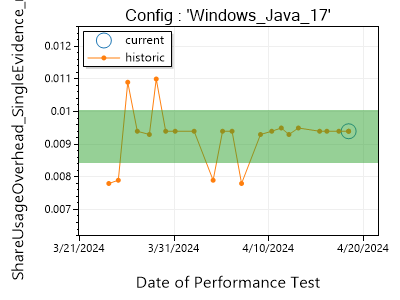 Config : 'Windows_Java_17'
ShareUsageOverhead_SingleEvidence_
current
historic
0.012
0.011
0.01
0.009
0.008
0.007
3/21/2024
3/31/2024
4/10/2024
4/20/2024
Date of Performance Test